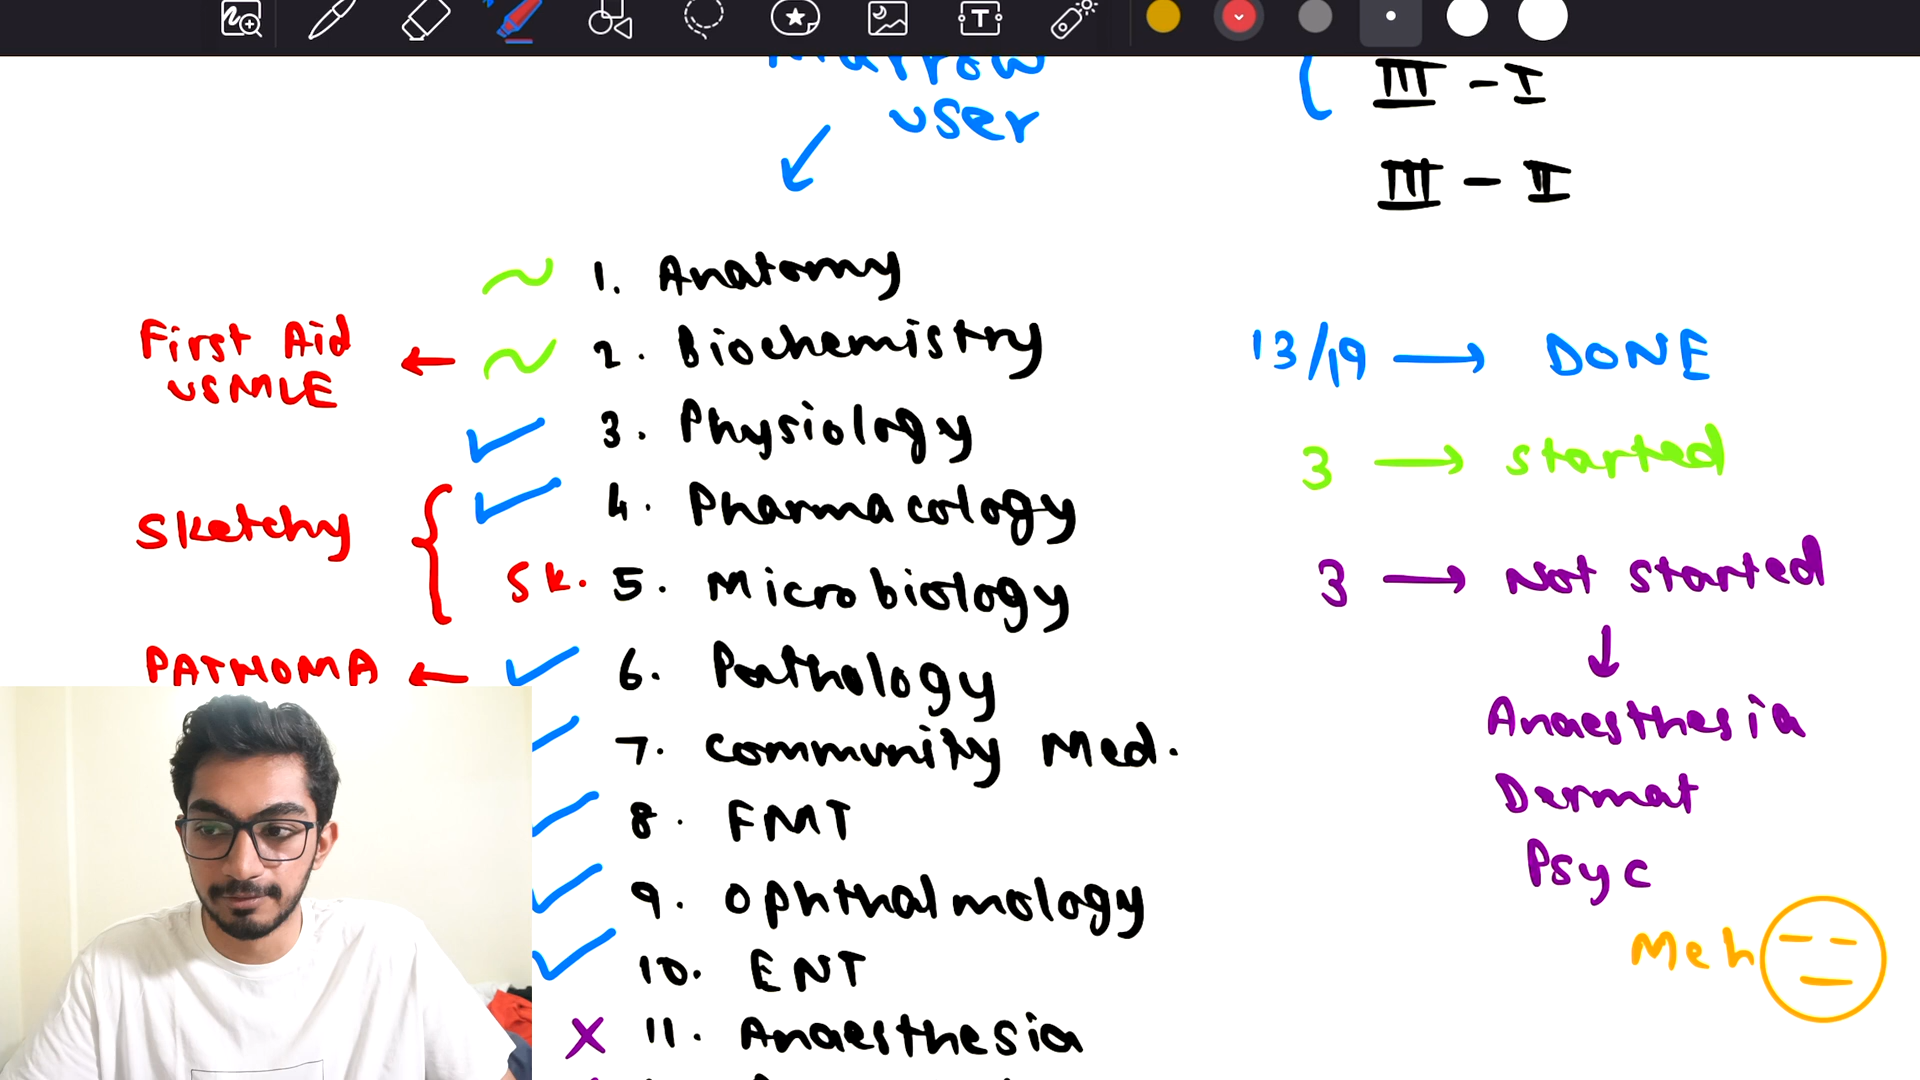 Marrow
user
III - I
III - II
1. Anatomy
First Aid
USMLE
2. Biochemistry
3. Physiology
Sketchy
4. Pharmacology
Sk. 5. Microbiology
PATHOMA
6. Pathology
7. Community Med.
8. FMT
9. Ophthalmology
10. ENT
X 11. Anaesthesia
13/19 → DONE
3 → started
3 → Not started
Anaesthesia
Dermat
Psyc
Meh